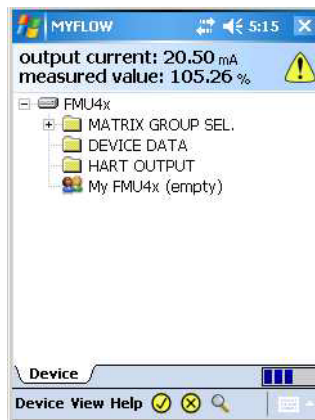 MYFLOW 5:15
output current: 20.50 mA
measured value: 105.26 %
FMU4x
MATRIX GROUP SEL.
DEVICE DATA
HART OUTPUT
My FMU4x (empty)
Device
Device View Help